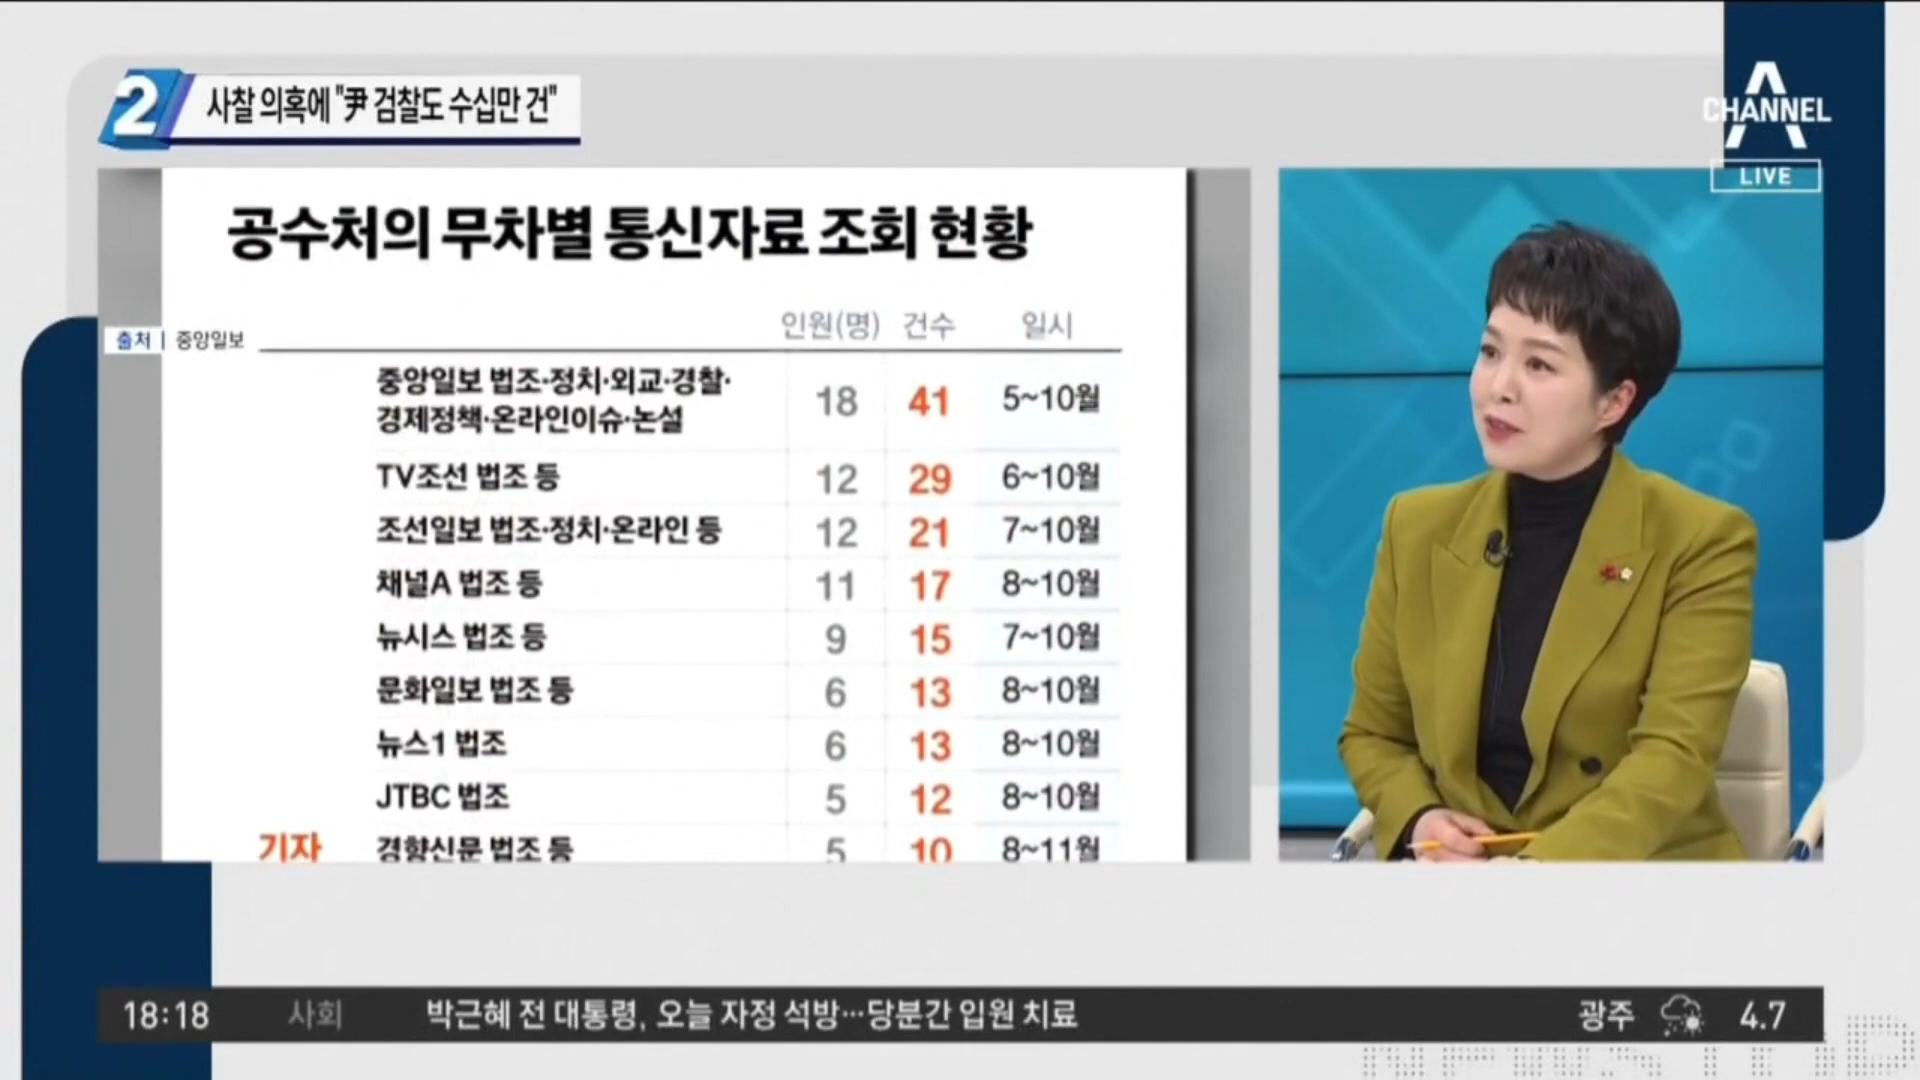 2 사찰 의혹에 "尹 검찰도 수십만 건"
CHANNEL A
LIVE
공수처의 무차별 통신자료 조회 현황
출처 | 중앙일보
인원(명) 건수 일시
중앙일보 법조·정치·외교·경찰·
경제정책·온라인이슈·논설 18 41 5~10월
TV조선 법조 등 12 29 6~10월
조선일보 법조·정치·온라인 등 12 21 7~10월
채널A 법조 등 11 17 8~10월
뉴시스 법조 등 9 15 7~10월
문화일보 법조 등 6 13 8~10월
뉴스1 법조 6 13 8~10월
JTBC 법조 5 12 8~10월
기자 경향신문 법조 등 5 10 8~11월
18:18 사회 박근혜 전 대통령, 오늘 자정 석방…당분간 입원 치료 광주 4.7